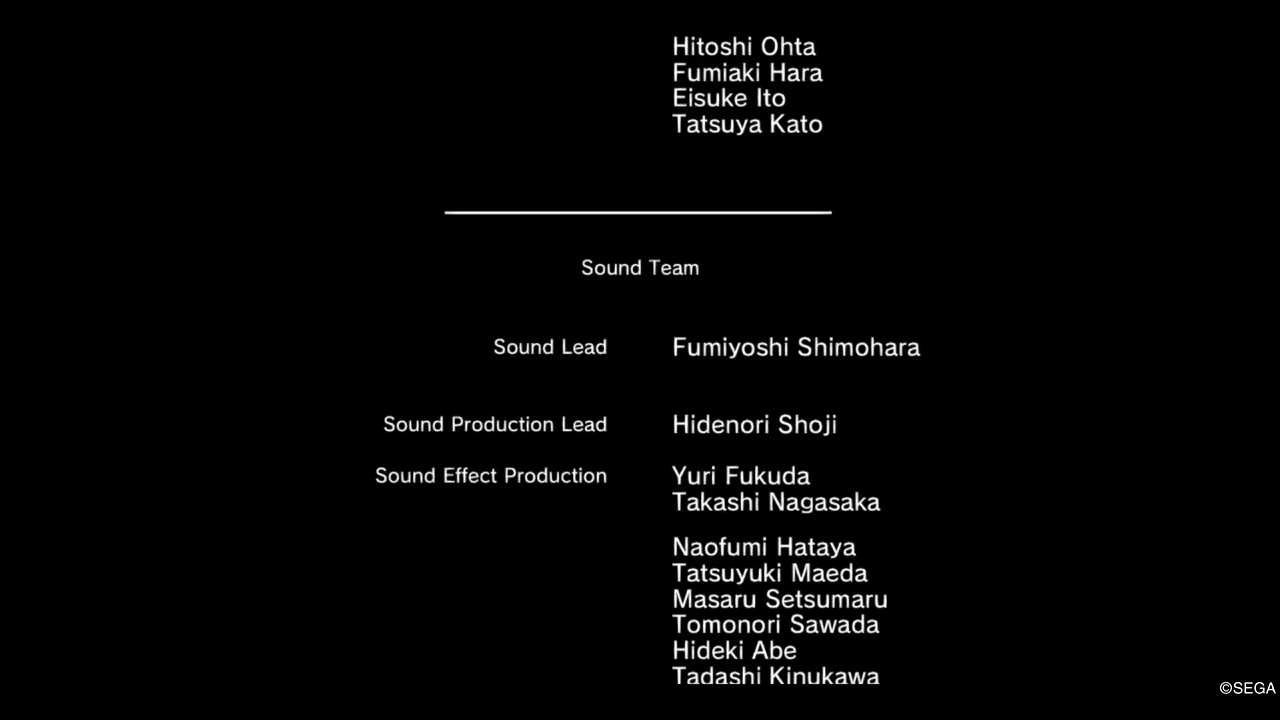 Hitoshi Ohta
Fumiaki Hara
Eisuke Ito
Tatsuya Kato
Sound Team
Sound Lead Fumiyoshi Shimohara
Sound Production Lead Hidenori Shoji
Sound Effect Production Yuri Fukuda
Takashi Nagasaka
Naofumi Hataya
Tatsuyuki Maeda
Masaru Setsumaru
Tomonori Sawada
Hideki Abe
Tadashi Kinukawa
©SEGA